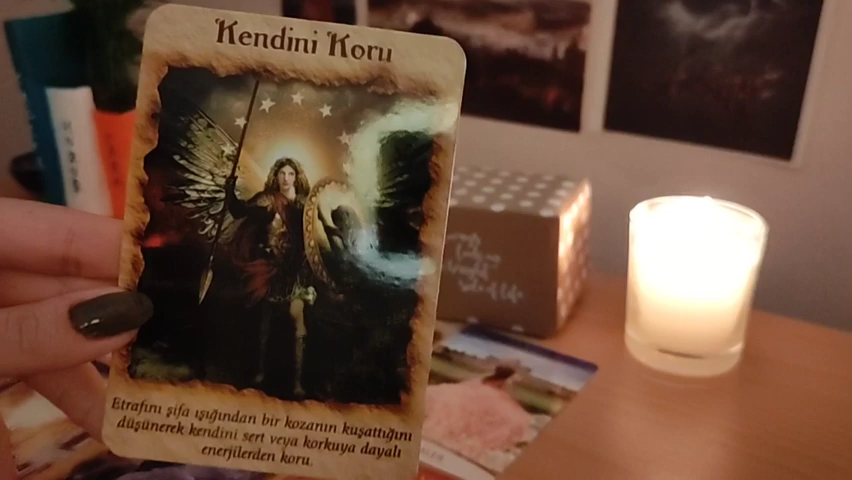 Kendini Koru
Etrafını şifa ışığından bir kozanın kuşattığını
düşünerek kendini sert veya korkuya dayalı
enerjilerden koru.